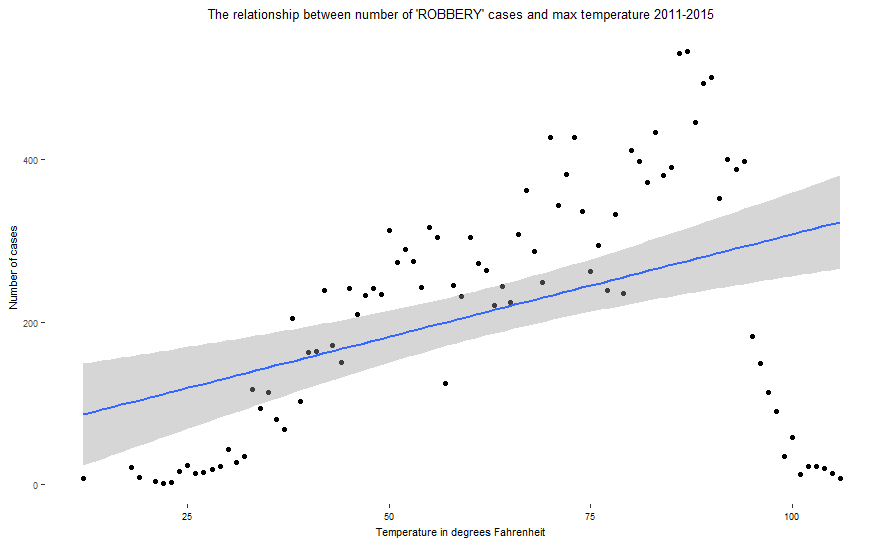 The relationship between number of 'ROBBERY' cases and max temperature 2011-2015
Number of cases
400
200
0
25
50
75
100
Temperature in degrees Fahrenheit